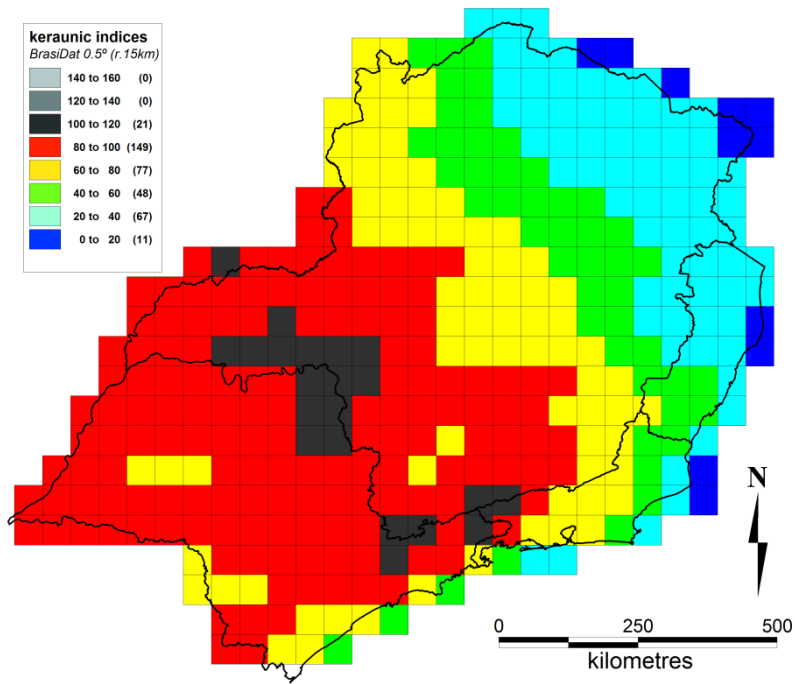 keraunic indices
BrasiDat 0.5º (r.15km)
140 to 160 (0)
120 to 140 (0)
100 to 120 (21)
80 to 100 (149)
60 to 80 (77)
40 to 60 (48)
20 to 40 (67)
0 to 20 (11)
N
0 250 500
kilometres